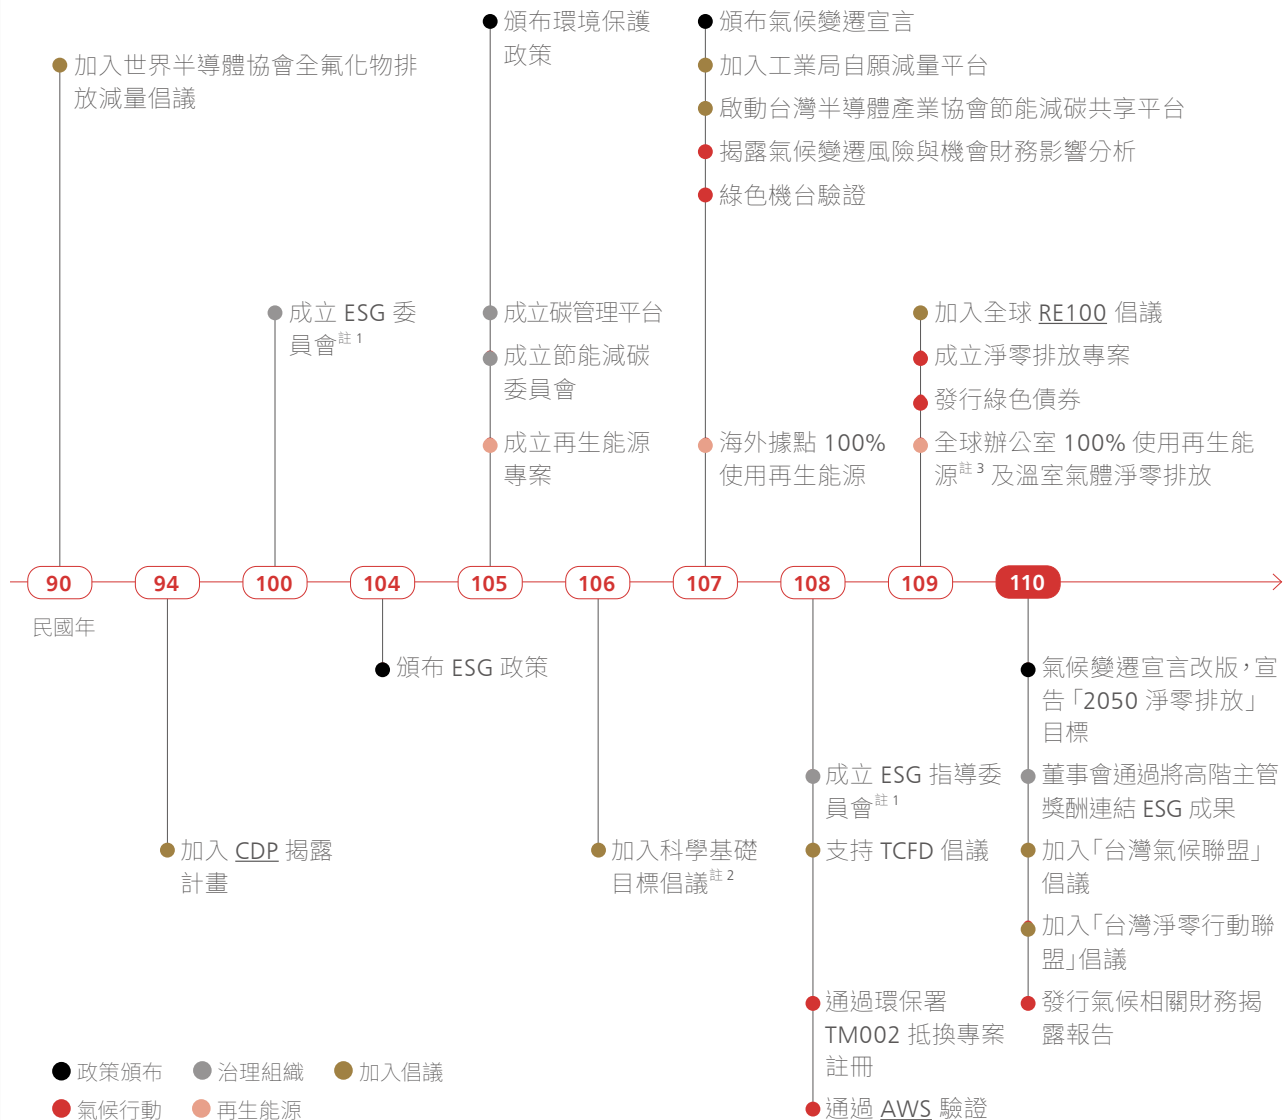 加入世界半導體協會全氟化物排
放減量倡議
頒布環境保護
政策
頒布氣候變遷宣言
加入工業局自願減量平台
啟動台灣半導體產業協會節能減碳共享平台
揭露氣候變遷風險與機會財務影響分析
綠色機台驗證
成立 ESG 委
員會註 1
成立碳管理平台
成立節能減碳
委員會
成立再生能源
專案
海外據點 100%
使用再生能源
加入全球 RE100 倡議
成立淨零排放專案
發行綠色債券
全球辦公室 100% 使用再生能
源註 3 及溫室氣體淨零排放
90
94
100
104
105
106
107
108
109
110
民國年
加入 CDP 揭露
計畫
頒布 ESG 政策
加入科學基礎
目標倡議註 2
成立 ESG 指導委
員會註 1
支持 TCFD 倡議
通過環保署
TM002 抵換專案
註冊
通過 AWS 驗證
氣候變遷宣言改版，宣
告「2050 淨零排放」
目標
董事會通過將高階主管
獎酬連結 ESG 成果
加入「台灣氣候聯盟」
倡議
加入「台灣淨零行動聯
盟」倡議
發行氣候相關財務揭
露報告
政策頒布
治理組織
加入倡議
氣候行動
再生能源